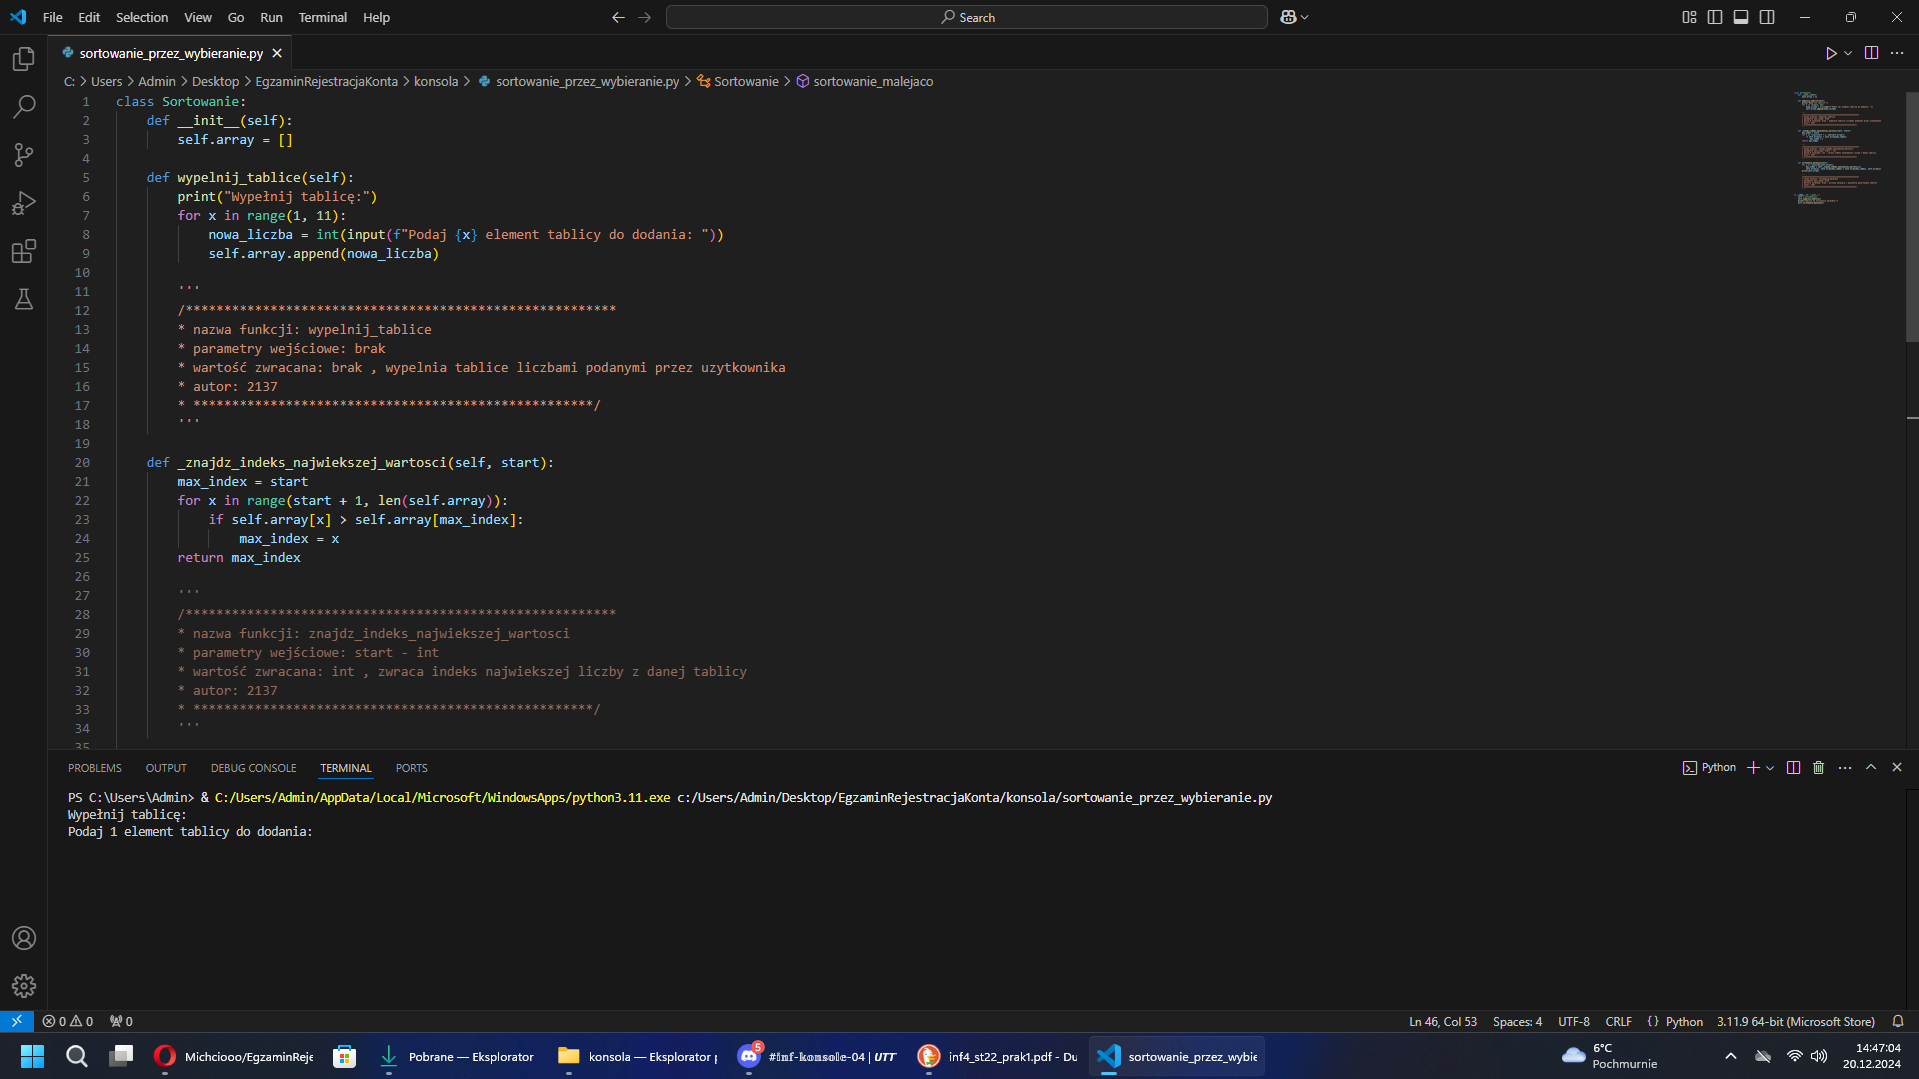 File Edit Selection View Go Run Terminal Help
Search
sortowanie_przez_wybieranie.py
C: > Users > Admin > Desktop > EgzaminRejestracjaKonta > konsola > sortowanie_przez_wybieranie.py > Sortowanie > sortowanie_malejaco
1 class Sortowanie:
2 def __init__(self):
3 self.array = []
4
5 def wypelnij_tablice(self):
6 print("Wypełnij tablicę:")
7 for x in range(1, 11):
8 nowa_liczba = int(input(f"Podaj {x} element tablicy do dodania: "))
9 self.array.append(nowa_liczba)
10
11 '''
12 /********************************************************
13 * nazwa funkcji: wypelnij_tablice
14 * parametry wejściowe: brak
15 * wartość zwracana: brak , wypelnia tablice liczbami podanymi przez uzytkownika
16 * autor: 2137
17 * ****************************************************/
18 '''
19
20 def _znajdz_indeks_najwiekszej_wartosci(self, start):
21 max_index = start
22 for x in range(start + 1, len(self.array)):
23 if self.array[x] > self.array[max_index]:
24 max_index = x
25 return max_index
26
27 '''
28 /********************************************************
29 * nazwa funkcji: znajdz_indeks_najwiekszej_wartosci
30 * parametry wejściowe: start - int
31 * wartość zwracana: int , zwraca indeks najwiekszej liczby z danej tablicy
32 * autor: 2137
33 * ****************************************************/
34 '''
35
PROBLEMS OUTPUT DEBUG CONSOLE TERMINAL PORTS
Python
PS C:\Users\Admin> & C:/Users/Admin/AppData/Local/Microsoft/WindowsApps/python3.11.exe c:/Users/Admin/Desktop/EgzaminRejestracjaKonta/konsola/sortowanie_przez_wybieranie.py
Wypełnij tablicę:
Podaj 1 element tablicy do dodania:
0 0 0
Ln 46, Col 53 Spaces: 4 UTF-8 CRLF {} Python 3.11.9 64-bit (Microsoft Store)
Michciooo/EgzaminReje
Pobrane — Eksplorator
konsola — Eksplorator p
5
#𝕚𝕟𝕗-𝕜𝕠𝕟𝕤𝕠𝕝𝕖-04 | UTT
inf4_st22_prak1.pdf - Du
sortowanie_przez_wybie
6°C
Pochmurnie
14:47:04
20.12.2024